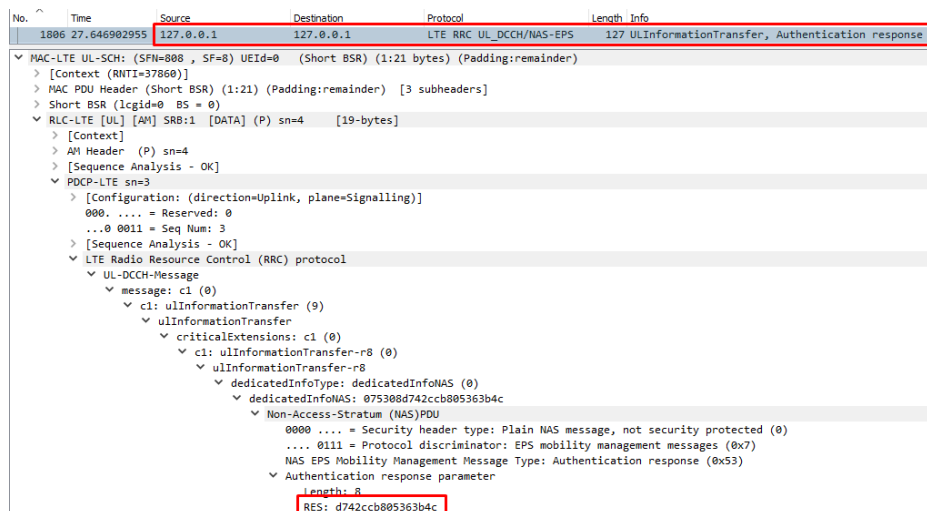 No. Time Source Destination Protocol Length Info
1806 27.646902955 127.0.0.1 127.0.0.1 LTE RRC UL_DCCH/NAS-EPS 127 ULInformationTransfer, Authentication response
MAC-LTE UL-SCH: (SFN=808 , SF=8) UEId=0 (Short BSR) (1:21 bytes) (Padding:remainder)
[Context (RNTI=37860)]
MAC PDU Header (Short BSR) (1:21) (Padding:remainder) [3 subheaders]
Short BSR (lcgid=0 BS = 0)
RLC-LTE [UL] [AM] SRB:1 [DATA] (P) sn=4 [19-bytes]
[Context]
AM Header (P) sn=4
[Sequence Analysis - OK]
PDCP-LTE sn=3
[Configuration: (direction=Uplink, plane=Signalling)]
000. .... = Reserved: 0
...0 0011 = Seq Num: 3
[Sequence Analysis - OK]
LTE Radio Resource Control (RRC) protocol
UL-DCCH-Message
message: c1 (0)
c1: ulInformationTransfer (9)
ulInformationTransfer
criticalExtensions: c1 (0)
c1: ulInformationTransfer-r8 (0)
ulInformationTransfer-r8
dedicatedInfoType: dedicatedInfoNAS (0)
dedicatedInfoNAS: 075308d742ccb805363b4c
Non-Access-Stratum (NAS)PDU
0000 .... = Security header type: Plain NAS message, not security protected (0)
.... 0111 = Protocol discriminator: EPS mobility management messages (0x7)
NAS EPS Mobility Management Message Type: Authentication response (0x53)
Authentication response parameter
Length: 8
RES: d742ccb805363b4c